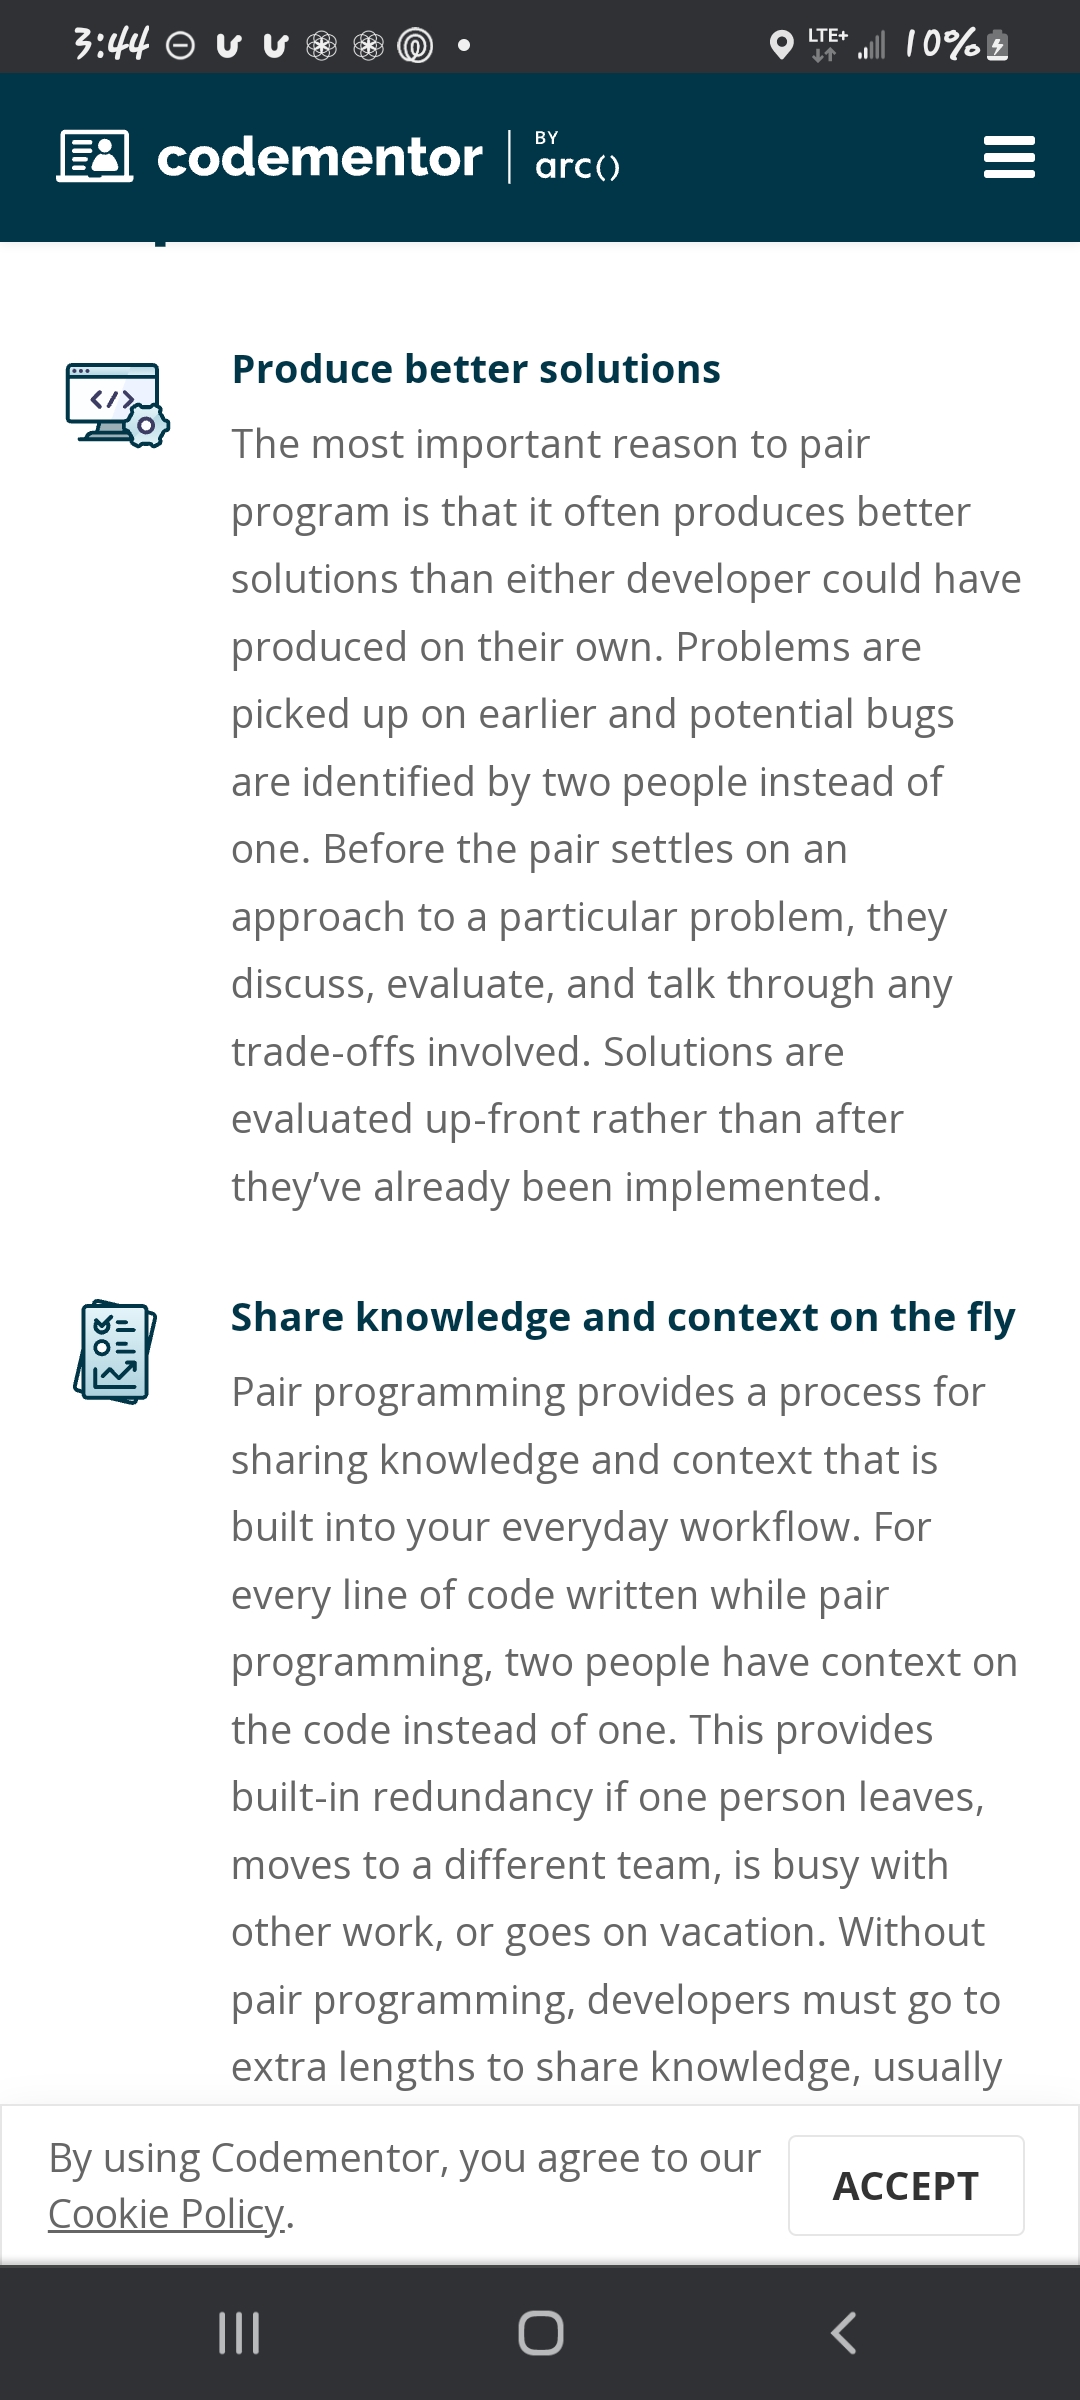 3:44
LTE+
10%
codementor
BY
arc()
Produce better solutions
The most important reason to pair
program is that it often produces better
solutions than either developer could have
produced on their own. Problems are
picked up on earlier and potential bugs
are identified by two people instead of
one. Before the pair settles on an
approach to a particular problem, they
discuss, evaluate, and talk through any
trade-offs involved. Solutions are
evaluated up-front rather than after
they’ve already been implemented.
Share knowledge and context on the fly
Pair programming provides a process for
sharing knowledge and context that is
built into your everyday workflow. For
every line of code written while pair
programming, two people have context on
the code instead of one. This provides
built-in redundancy if one person leaves,
moves to a different team, is busy with
other work, or goes on vacation. Without
pair programming, developers must go to
extra lengths to share knowledge, usually
By using Codementor, you agree to our
Cookie Policy.
ACCEPT